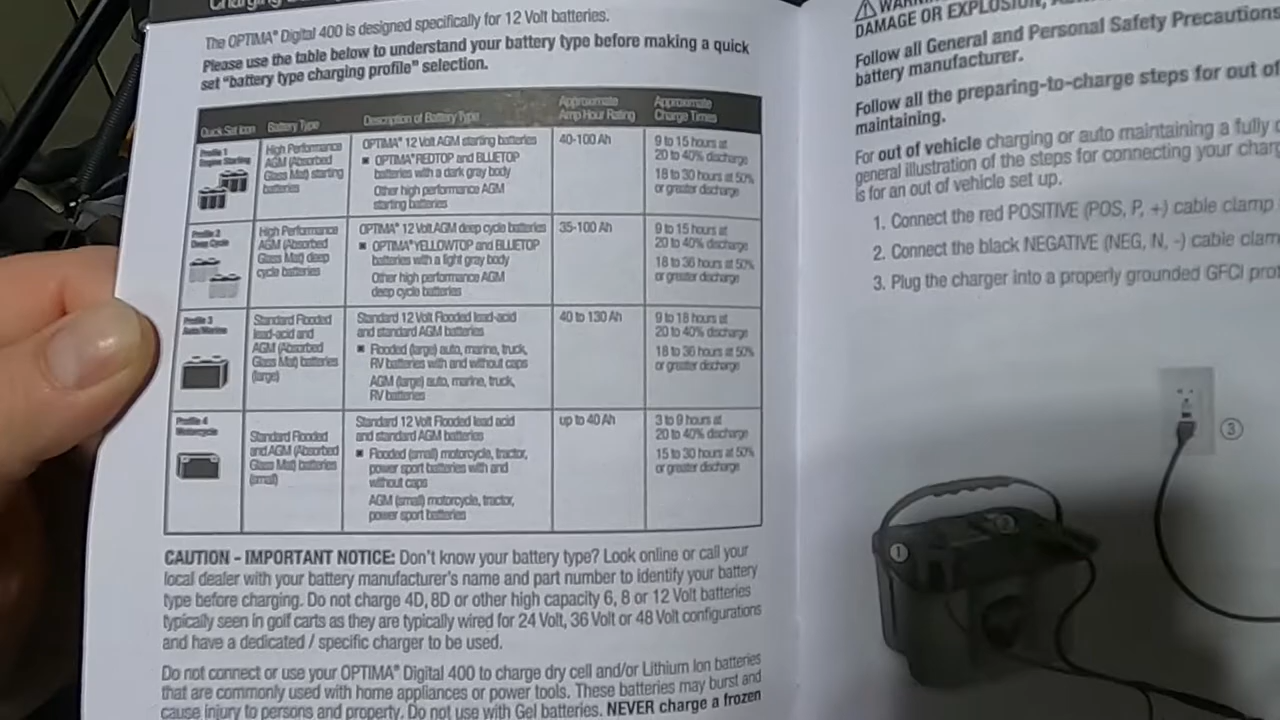 Charging
The OPTIMA® Digital 400 is designed specifically for 12 Volt batteries.
Please use the table below to understand your battery type before making a quick
set "battery type charging profile" selection.
Quick Set Icon
Battery Type
Description of Battery Type
Approximate
Amp Hour Rating
Approximate
Charge Times
Profile 1
Engine Starting
High Performance
AGM (Absorbed
Glass Mat) starting
batteries
OPTIMA® 12 Volt AGM starting batteries
■ OPTIMA® REDTOP and BLUETOP
batteries with a dark gray body
Other high performance AGM
starting batteries
40-100 Ah
9 to 15 hours at
20 to 40% discharge
18 to 30 hours at 50%
or greater discharge
Profile 2
Deep Cycle
High Performance
AGM (Absorbed
Glass Mat) deep
cycle batteries
OPTIMA® 12 Volt AGM deep cycle batteries
■ OPTIMA® YELLOWTOP and BLUETOP
batteries with a light gray body
Other high performance AGM
deep cycle batteries
35-100 Ah
9 to 15 hours at
20 to 40% discharge
18 to 36 hours at 50%
or greater discharge
Profile 3
Auto/Marine
Standard Flooded
lead-acid and
AGM (Absorbed
Glass Mat) batteries
(large)
Standard 12 Volt Flooded lead-acid
and standard AGM batteries
■ Flooded (large) auto, marine, truck,
RV batteries with and without caps
AGM (large) auto, marine, truck,
RV batteries
40 to 130 Ah
9 to 18 hours at
20 to 40% discharge
18 to 36 hours at 50%
or greater discharge
Profile 4
Motorcycle
Standard Flooded
and AGM (Absorbed
Glass Mat) batteries
(small)
Standard 12 Volt Flooded lead acid
and standard AGM batteries
■ Flooded (small) motorcycle, tractor,
power sport batteries with and
without caps
AGM (small) motorcycle, tractor,
power sport batteries
up to 40 Ah
3 to 9 hours at
20 to 40% discharge
15 to 30 hours at 50%
or greater discharge
CAUTION – IMPORTANT NOTICE: Don't know your battery type? Look online or call your
local dealer with your battery manufacturer's name and part number to identify your battery
type before charging. Do not charge 4D, 8D or other high capacity 6, 8 or 12 Volt batteries
typically seen in golf carts as they are typically wired for 24 Volt, 36 Volt or 48 Volt configurations
and have a dedicated / specific charger to be used.
Do not connect or use your OPTIMA® Digital 400 to charge dry cell and/or Lithium Ion batteries
that are commonly used with home appliances or power tools. These batteries may burst and
cause injury to persons and property. Do not use with Gel batteries. NEVER charge a frozen
DAMAGE OR EXPLOSION,
Follow all General and Personal Safety Precautions
battery manufacturer.
Follow all the preparing-to-charge steps for out of
maintaining.
For out of vehicle charging or auto maintaining a fully
general illustration of the steps for connecting your
is for an out of vehicle set up.
1. Connect the red POSITIVE (POS, P, +) cable clamp
2. Connect the black NEGATIVE (NEG, N, -) cable
3. Plug the charger into a properly grounded GFCI
3
1
2